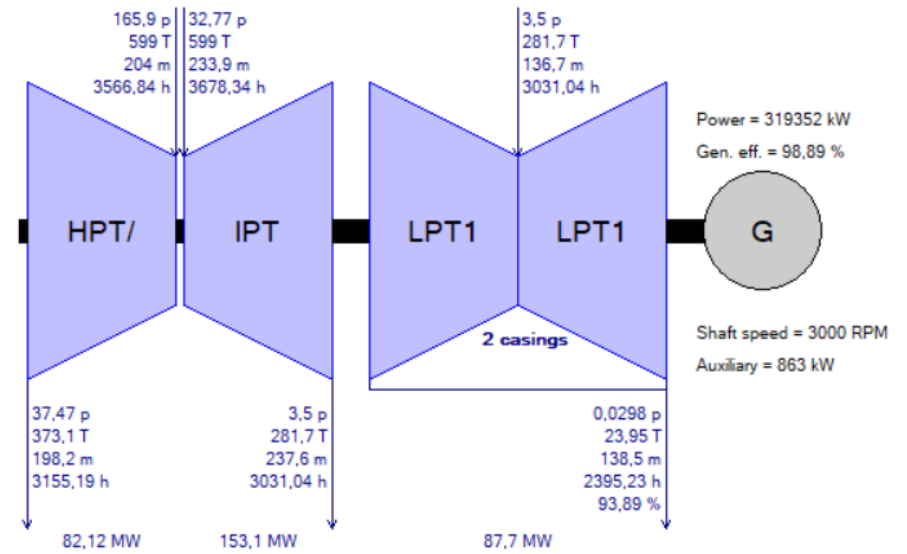 165,9 p
599 T
204 m
3566,84 h
32,77 p
599 T
233,9 m
3678,34 h
3,5 p
281,7 T
136,7 m
3031,04 h
Power = 319352 kW
Gen. eff. = 98,89 %
HPT/
IPT
LPT1
LPT1
G
2 casings
Shaft speed = 3000 RPM
Auxiliary = 863 kW
37,47 p
373,1 T
198,2 m
3155,19 h
3,5 p
281,7 T
237,6 m
3031,04 h
0,0298 p
23,95 T
138,5 m
2395,23 h
93,89 %
82,12 MW
153,1 MW
87,7 MW